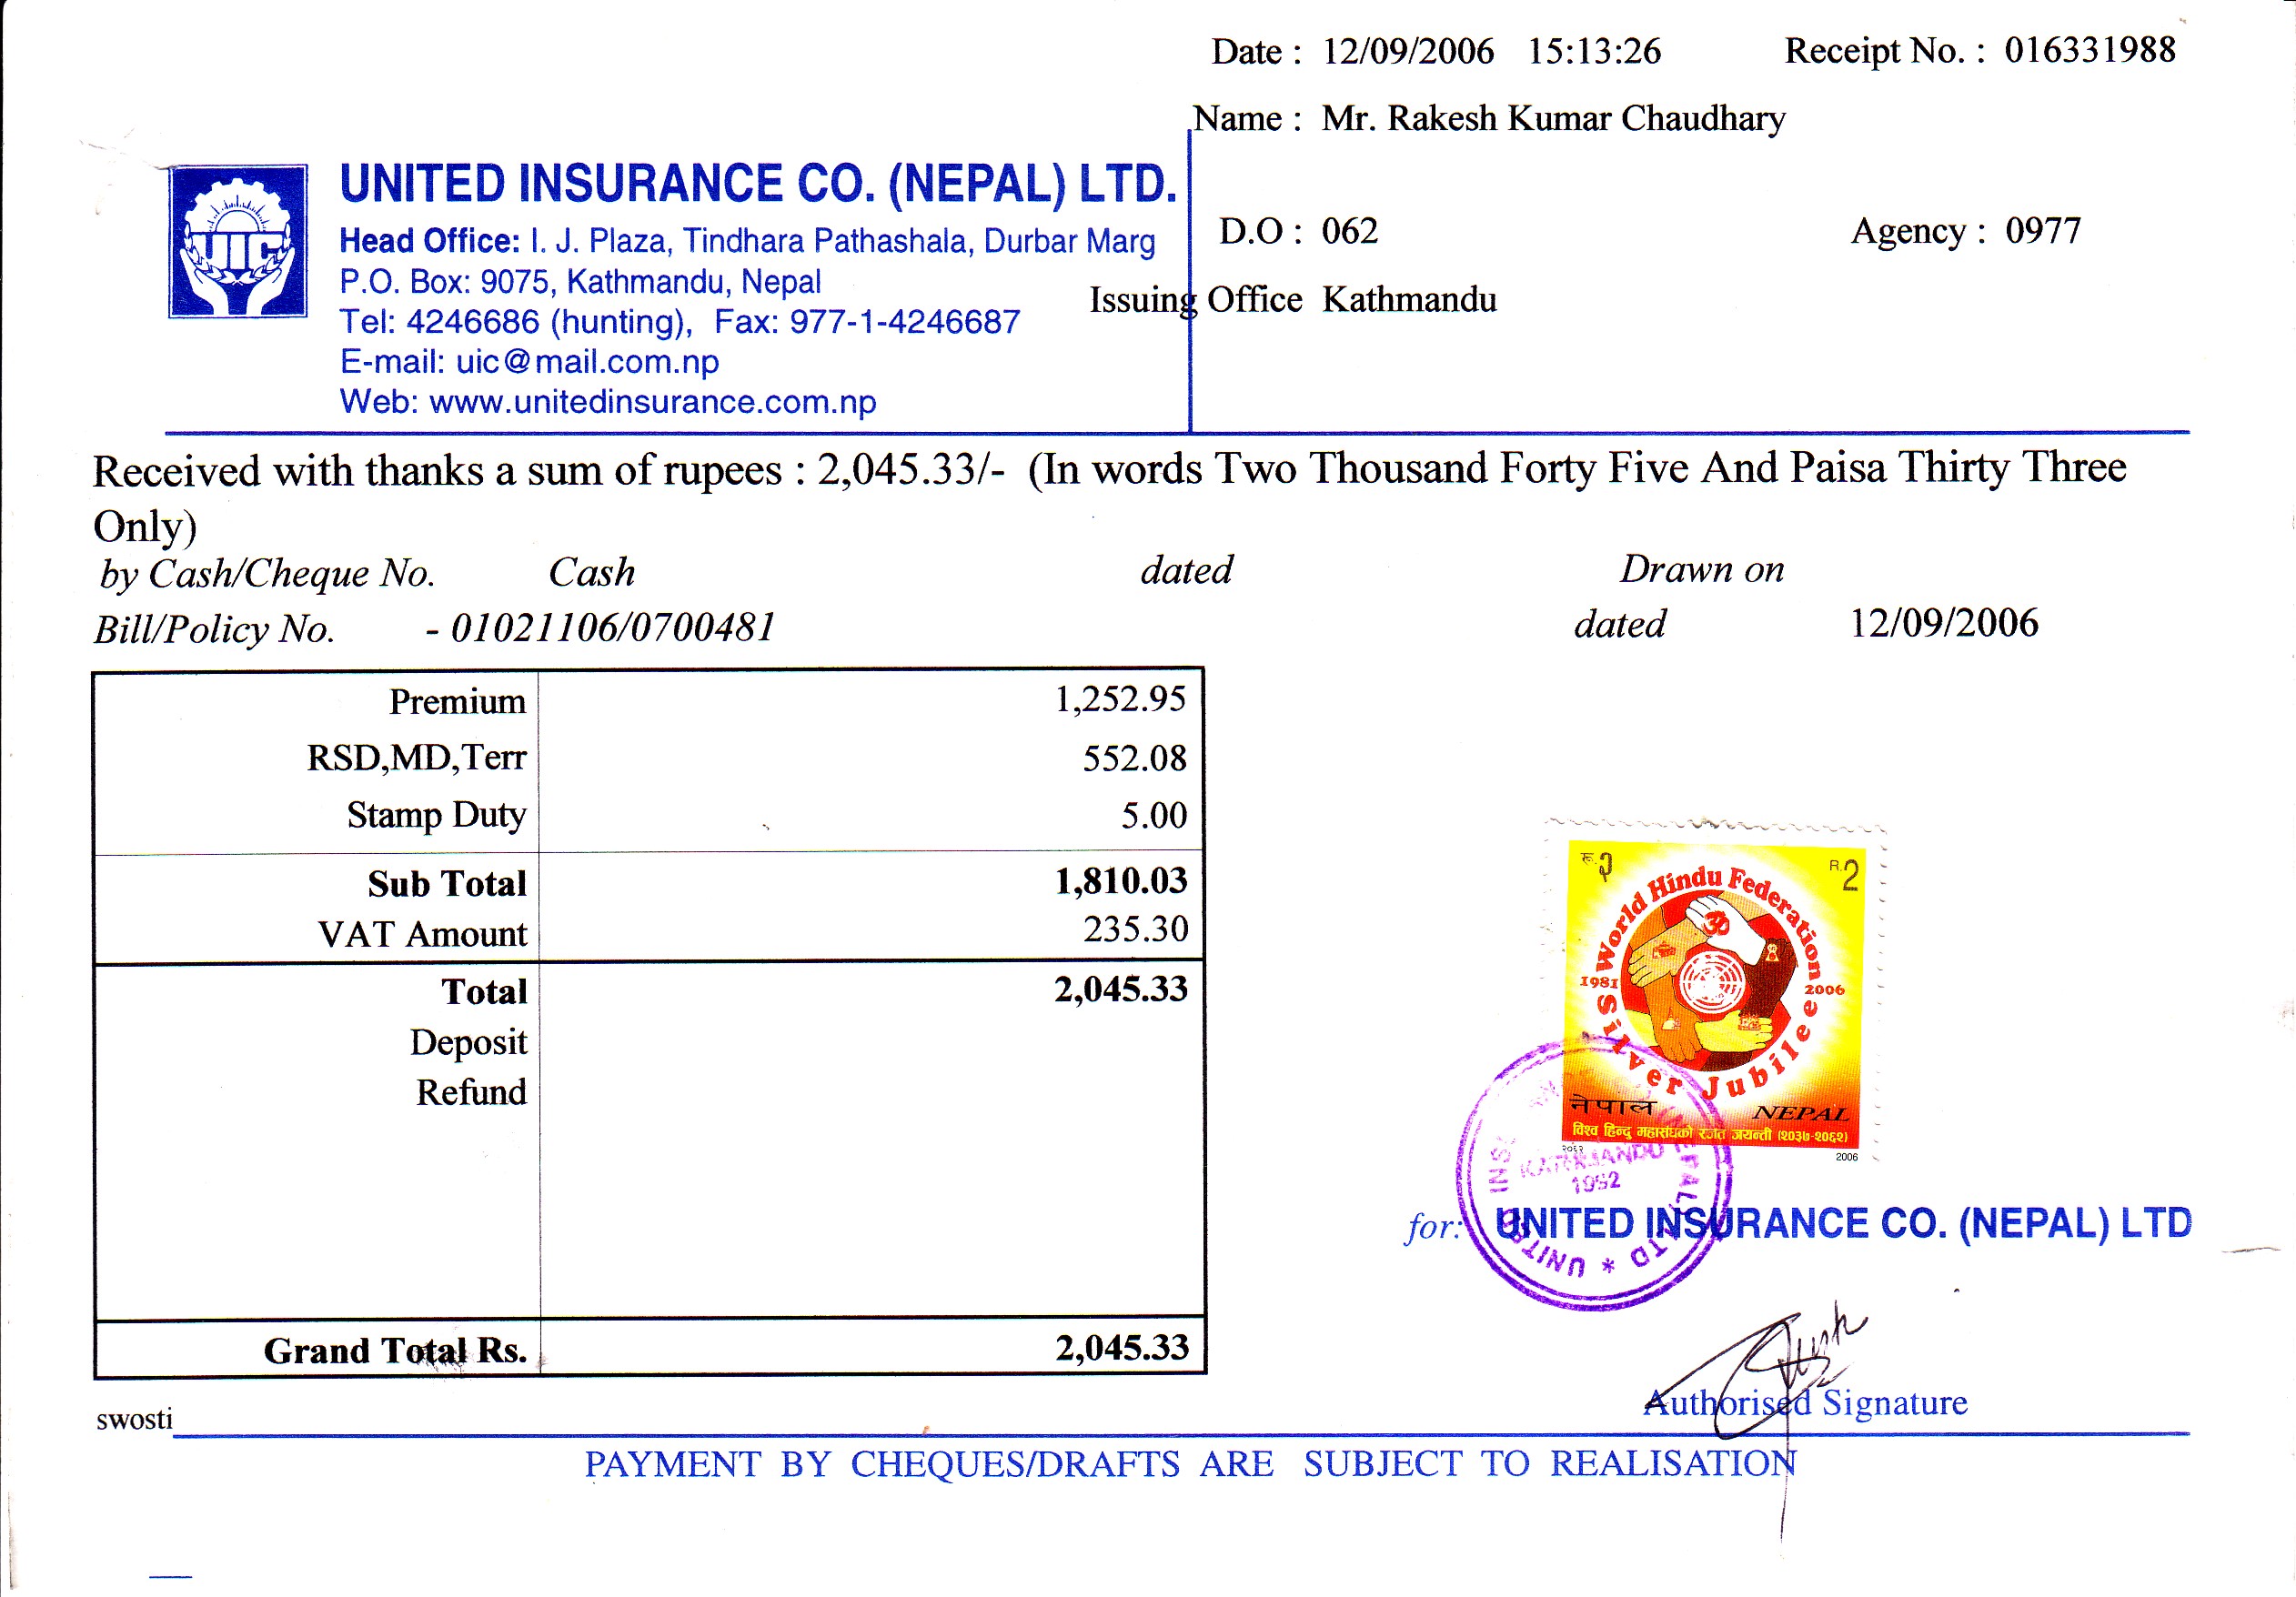 Date : 12/09/2006 15:13:26 Receipt No. : 016331988
Name : Mr. Rakesh Kumar Chaudhary
UIC
UNITED INSURANCE CO. (NEPAL) LTD.
Head Office: I. J. Plaza, Tindhara Pathashala, Durbar Marg
P.O. Box: 9075, Kathmandu, Nepal
Tel: 4246686 (hunting), Fax: 977-1-4246687
E-mail: uic@mail.com.np
Web: www.unitedinsurance.com.np
D.O : 062 Agency : 0977
Issuing Office Kathmandu
Received with thanks a sum of rupees : 2,045.33/- (In words Two Thousand Forty Five And Paisa Thirty Three
Only)
by Cash/Cheque No. Cash dated Drawn on
Bill/Policy No. - 01021106/0700481 dated 12/09/2006
Premium 1,252.95
RSD,MD,Terr 552.08
Stamp Duty 5.00
Sub Total 1,810.03
VAT Amount 235.30
Total 2,045.33
Deposit
Refund
Grand Total Rs. 2,045.33
रू. २ R.2
World Hindu Federation
1981 2006
Silver Jubilee
नेपाल NEPAL
विश्व हिन्दु महासंघको रजत जयन्ती (२०३७-२०६२)
2006
KATHMANDU
1992
UNITED INS (NEPAL) LTD *
for: UNITED INSURANCE CO. (NEPAL) LTD
Authorised Signature
swosti
PAYMENT BY CHEQUES/DRAFTS ARE SUBJECT TO REALISATION